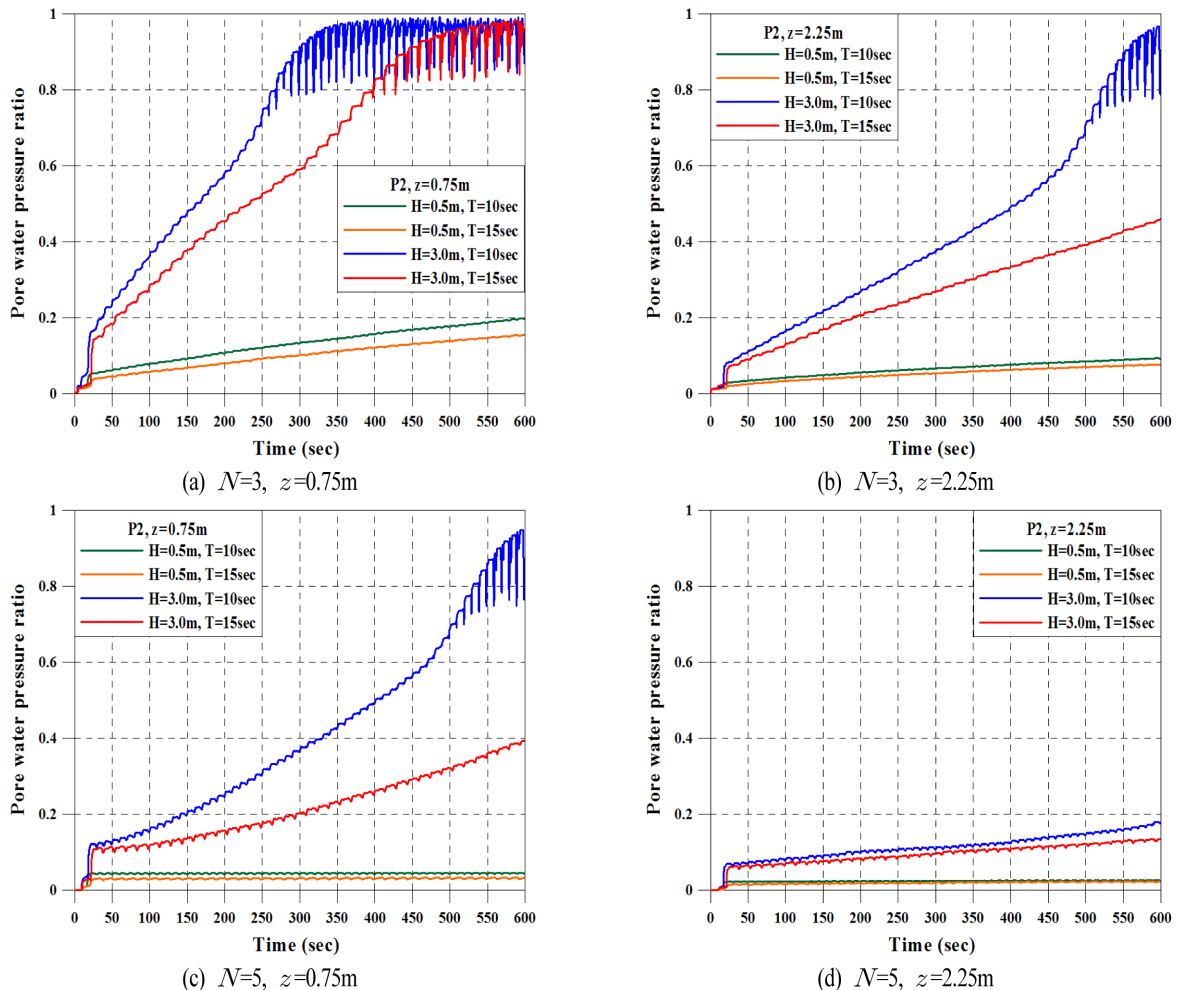 Pore water pressure ratio
1
0.8
0.6
0.4
0.2
0
P2, z=0.75m
H=0.5m, T=10sec
H=0.5m, T=15sec
H=3.0m, T=10sec
H=3.0m, T=15sec
0 50 100 150 200 250 300 350 400 450 500 550 600
Time (sec)
(a) N=3, z=0.75m
Pore water pressure ratio
1
0.8
0.6
0.4
0.2
0
P2, z=2.25m
H=0.5m, T=10sec
H=0.5m, T=15sec
H=3.0m, T=10sec
H=3.0m, T=15sec
0 50 100 150 200 250 300 350 400 450 500 550 600
Time (sec)
(b) N=3, z=2.25m
Pore water pressure ratio
1
0.8
0.6
0.4
0.2
0
P2, z=0.75m
H=0.5m, T=10sec
H=0.5m, T=15sec
H=3.0m, T=10sec
H=3.0m, T=15sec
0 50 100 150 200 250 300 350 400 450 500 550 600
Time (sec)
(c) N=5, z=0.75m
Pore water pressure ratio
1
0.8
0.6
0.4
0.2
0
P2, z=2.25m
H=0.5m, T=10sec
H=0.5m, T=15sec
H=3.0m, T=10sec
H=3.0m, T=15sec
0 50 100 150 200 250 300 350 400 450 500 550 600
Time (sec)
(d) N=5, z=2.25m